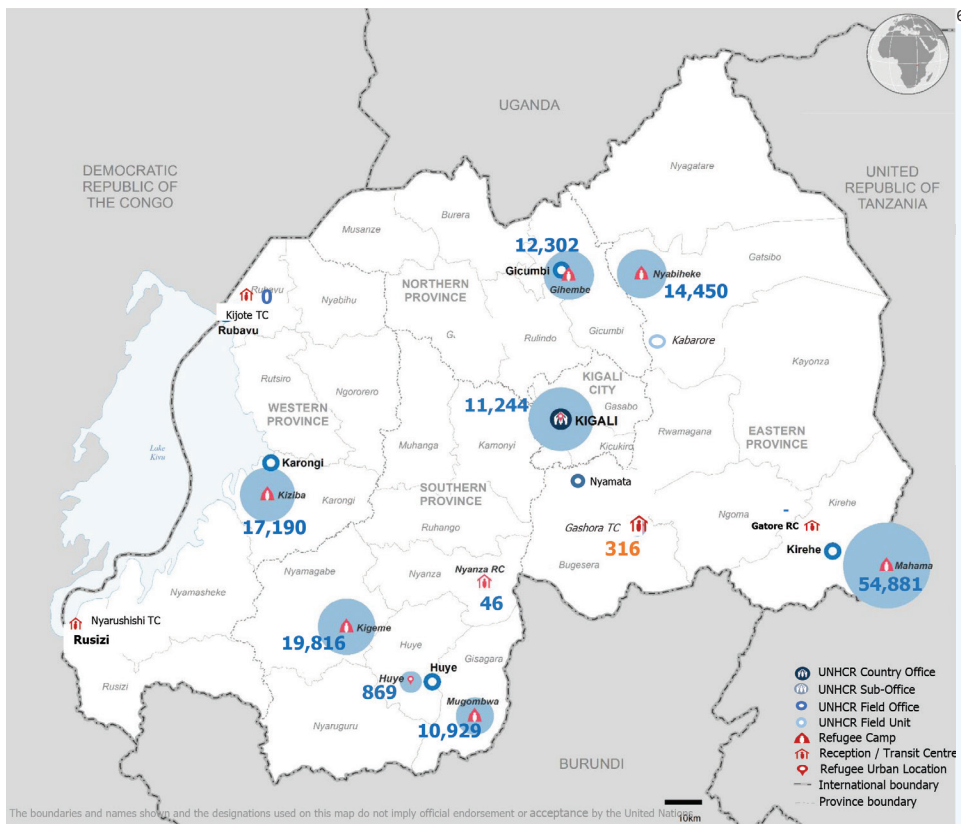 6
UGANDA
DEMOCRATIC
REPUBLIC OF
THE CONGO
UNITED
REPUBLIC OF
TANZANIA
Nyagatare
Burera
Musanze
12,302
Gicumbi
Gihembe
Nyabiheke
14,450
Gatsibo
NORTHERN
PROVINCE
Rubavu
0
Kijote TC
Rubavu
Nyabihu
G.
Rulindo
Gicumbi
Kabarore
Kayonza
Rutsiro
Ngororero
WESTERN
PROVINCE
KIGALI
CITY
Gasabo
11,244
KIGALI
Kicukiro
Rwamagana
EASTERN
PROVINCE
Muhanga
Kamonyi
Lake
Kivu
Karongi
Kiziba
Karongi
17,190
SOUTHERN
PROVINCE
Ruhango
Nyamata
Gashora TC
316
Bugesera
Ngoma
-
Gatore RC
Kirehe
Kirehe
Mahama
54,881
Nyamagabe
Nyanza
Nyanza RC
46
Nyamasheke
Nyarushishi TC
Rusizi
Rusizi
Kigeme
19,816
Huye
Gisagara
Huye
Huye
869
Mugombwa
10,929
Nyaruguru
BURUNDI
UNHCR Country Office
UNHCR Sub-Office
UNHCR Field Office
UNHCR Field Unit
Refugee Camp
Reception / Transit Centre
Refugee Urban Location
International boundary
Province boundary
10km
The boundaries and names shown and the designations used on this map do not imply official endorsement or acceptance by the United Nations.